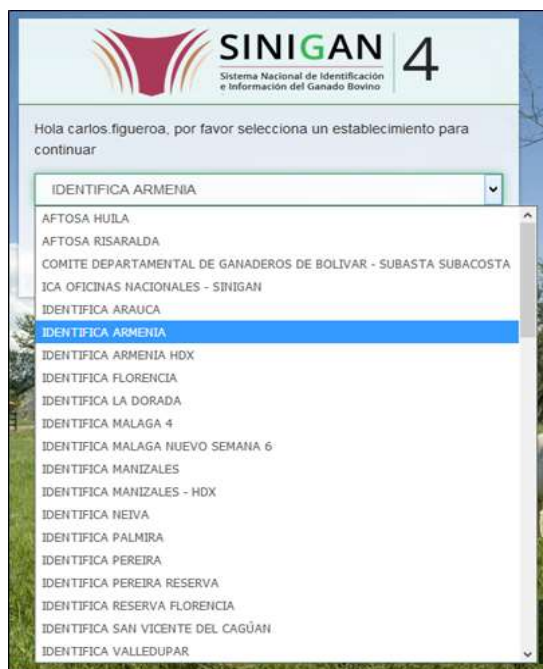 SINIGAN 4
Sistema Nacional de Identificación
e Información del Ganado Bovino
Hola carlos.figueroa, por favor selecciona un establecimiento para
continuar
IDENTIFICA ARMENIA
AFTOSA HUILA
AFTOSA RISARALDA
COMITE DEPARTAMENTAL DE GANADEROS DE BOLIVAR - SUBASTA SUBACOSTA
ICA OFICINAS NACIONALES - SINIGAN
IDENTIFICA ARAUCA
IDENTIFICA ARMENIA
IDENTIFICA ARMENIA HDX
IDENTIFICA FLORENCIA
IDENTIFICA LA DORADA
IDENTIFICA MALAGA 4
IDENTIFICA MALAGA NUEVO SEMANA 6
IDENTIFICA MANIZALES
IDENTIFICA MANIZALES - HDX
IDENTIFICA NEIVA
IDENTIFICA PALMIRA
IDENTIFICA PEREIRA
IDENTIFICA PEREIRA RESERVA
IDENTIFICA RESERVA FLORENCIA
IDENTIFICA SAN VICENTE DEL CAGÜAN
IDENTIFICA VALLEDUPAR